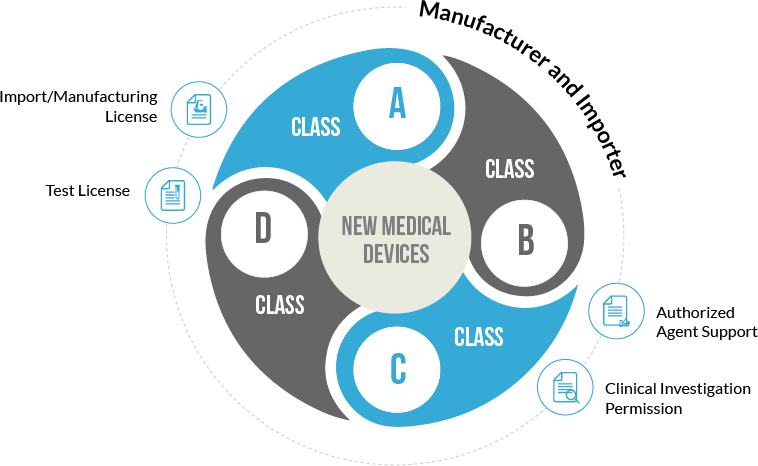 Manufacturer and Importer
Import/Manufacturing
License
Test License
CLASS
A
CLASS
B
NEW MEDICAL
DEVICES
D
CLASS
CLASS
C
Authorized
Agent Support
Clinical Investigation
Permission